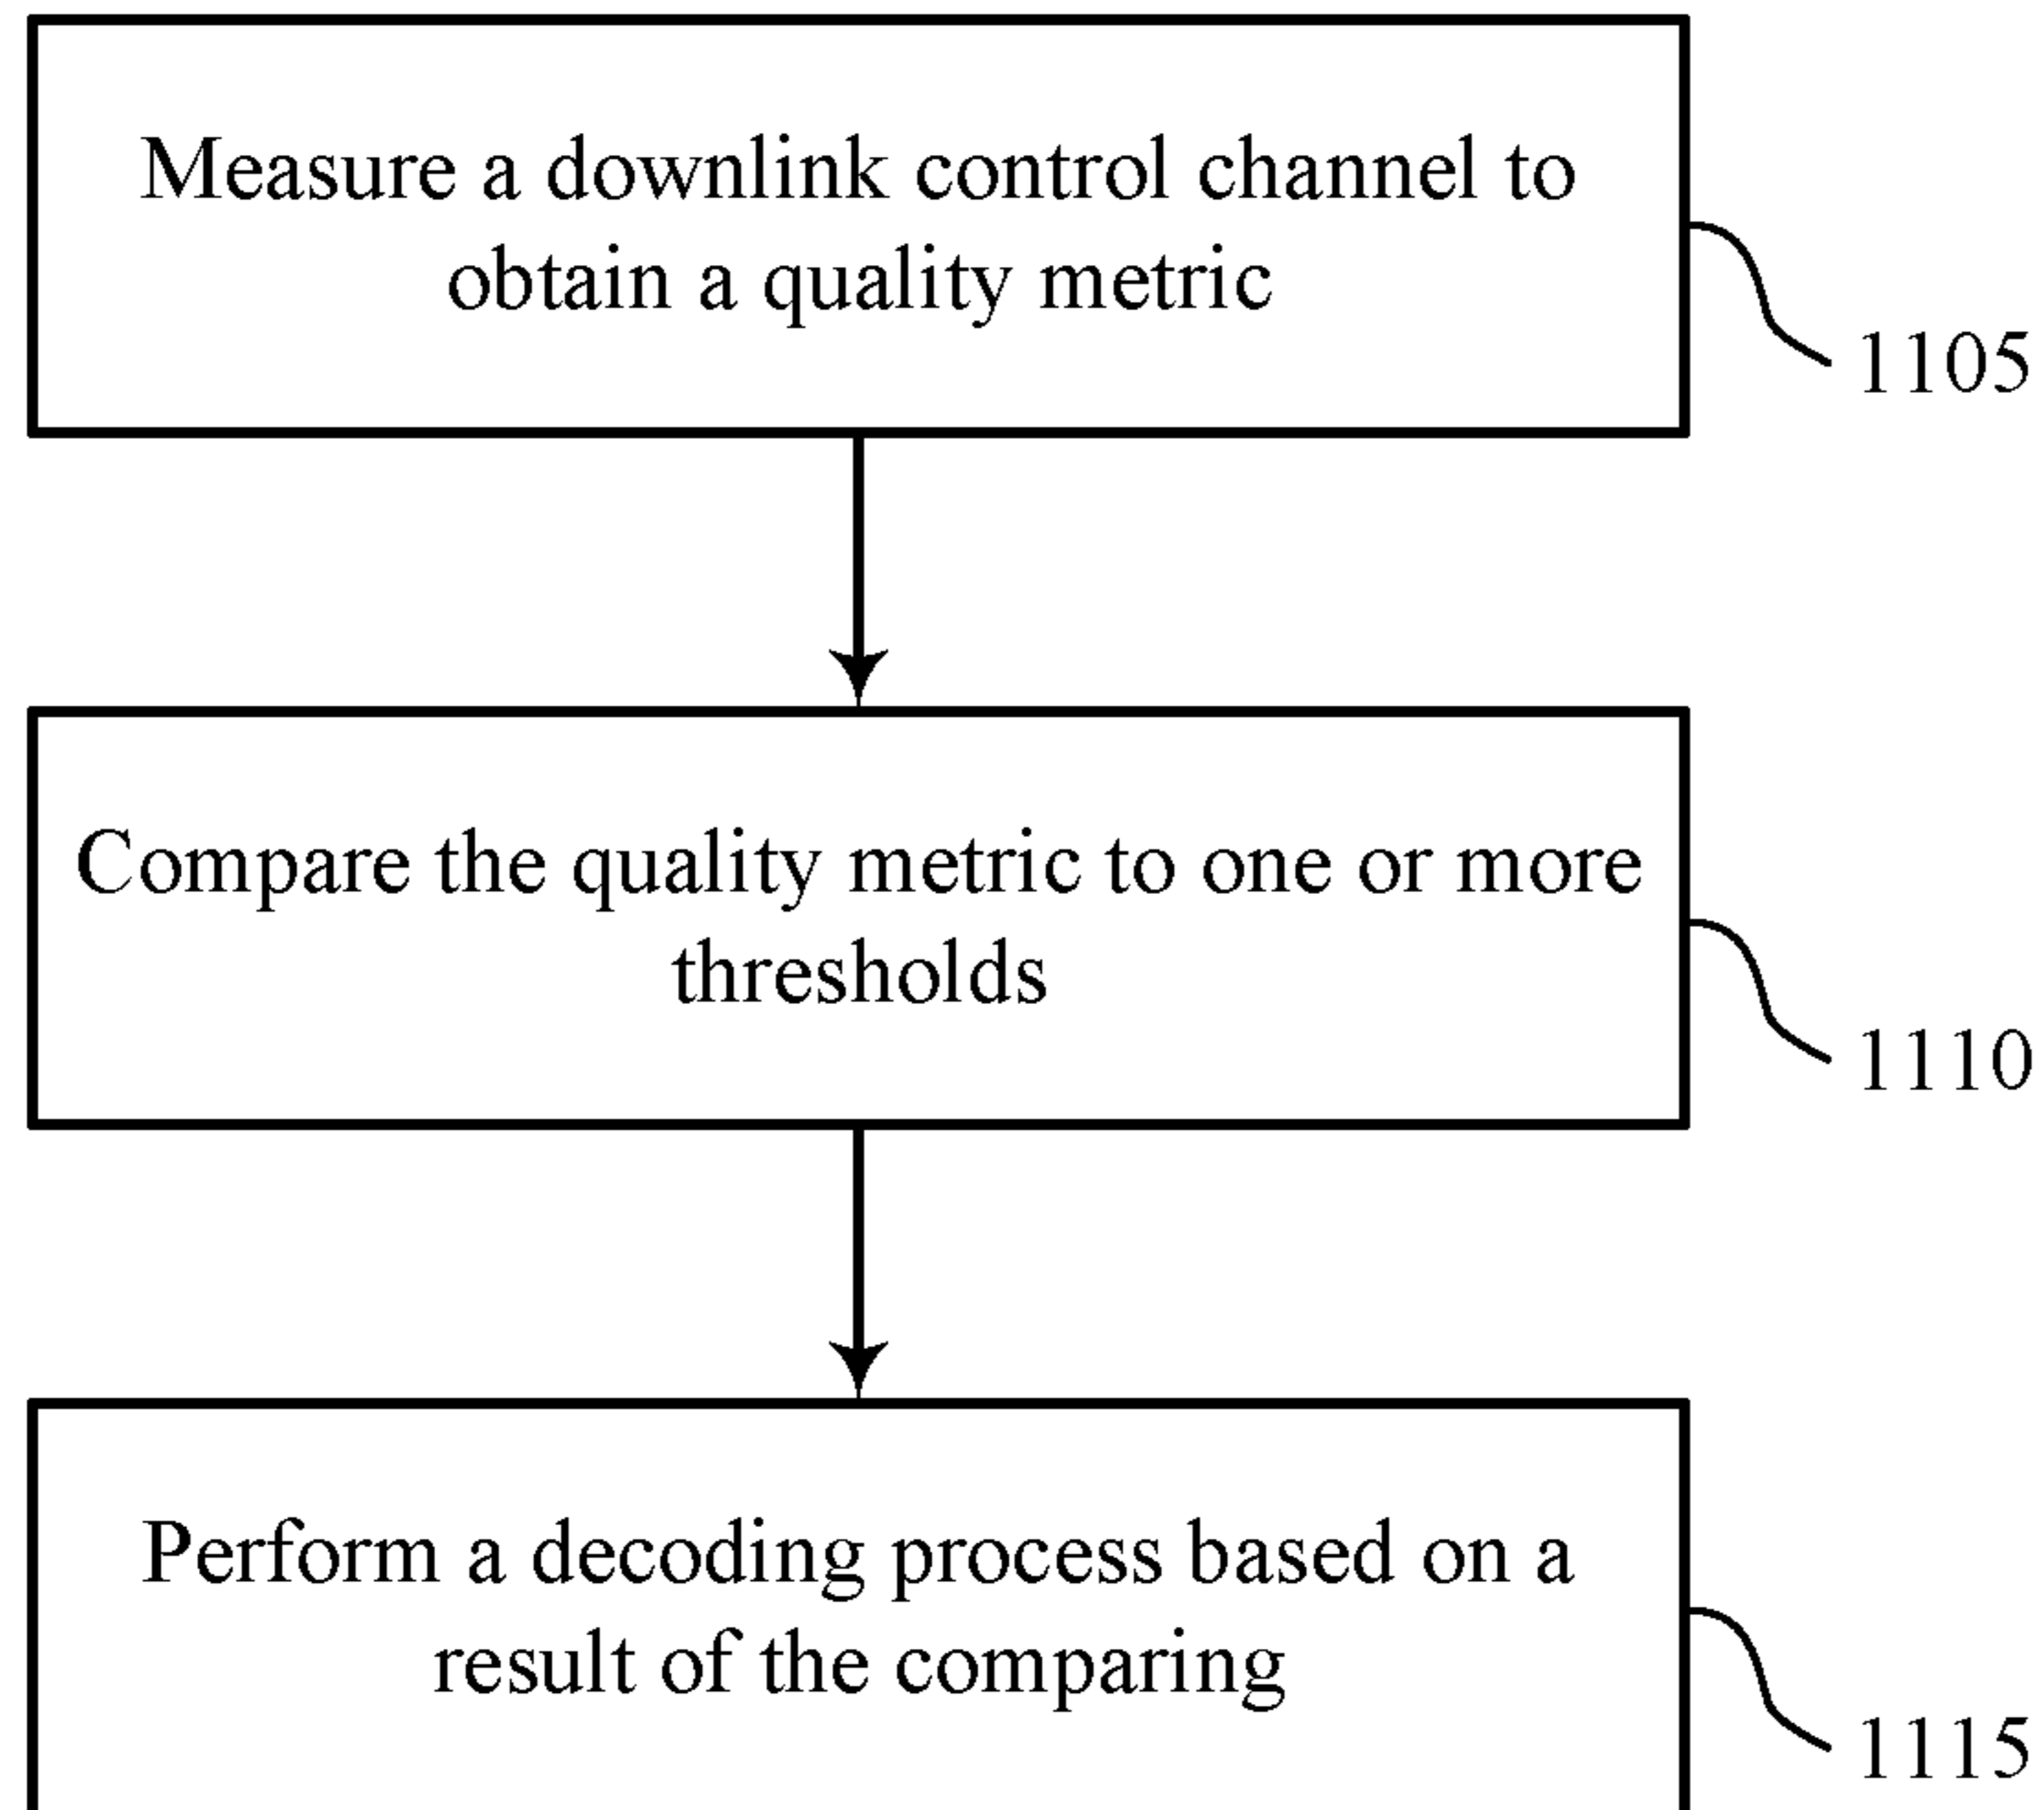 Measure a downlink control channel to
obtain a quality metric
1105
Compare the quality metric to one or more
thresholds
1110
Perform a decoding process based on a
result of the comparing
1115